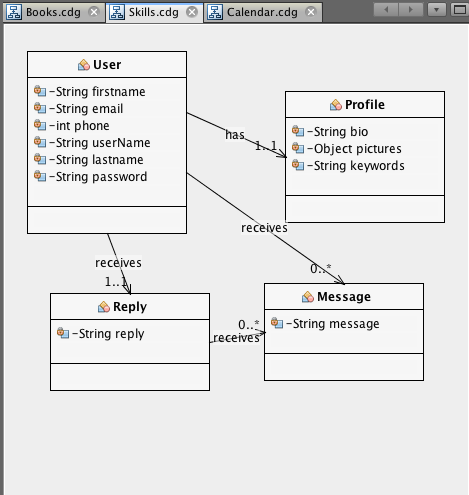 Books.cdg
Skills.cdg
Calendar.cdg
User
-String firstname
-String email
-int phone
-String userName
-String lastname
-String password
Profile
-String bio
-Object pictures
-String keywords
has
1..1
receives
0..*
receives
1..1
Reply
-String reply
0..*
receives
Message
-String message